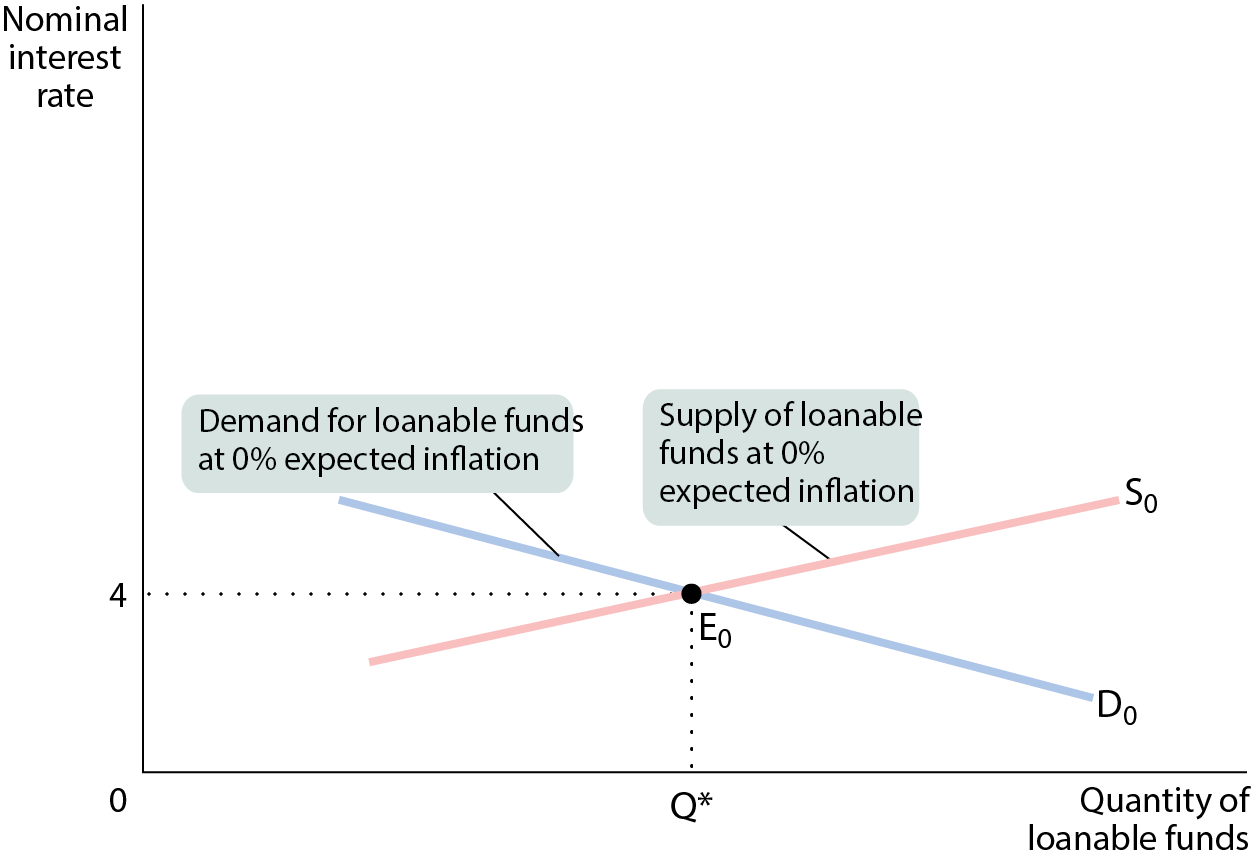 Nominal
interest
rate
Demand for loanable funds
at 0% expected inflation
Supply of loanable
funds at 0%
expected inflation
S₀
4
E₀
D₀
0
Q*
Quantity of
loanable funds